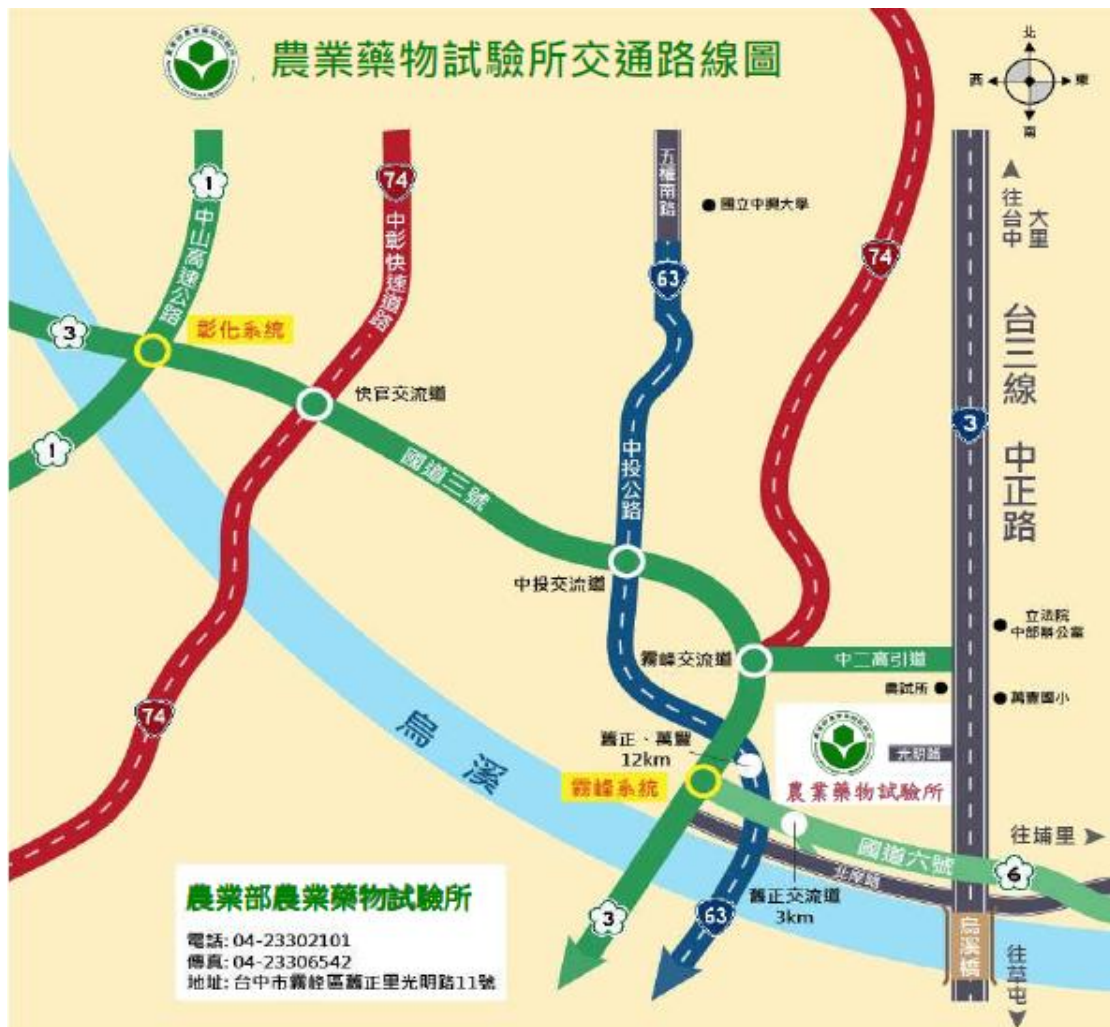 農業藥物試驗所交通路線圖
北
西
東
南
1
中山高速公路
74
中彰快速道路
五權南路
國立中興大學
63
74
往台中
大里
3
彰化系統
快官交流道
1
國道三號
中投公路
3
台三線 中正路
中投交流道
立法院
中部辦公室
霧峰交流道
中二高引道
農試所
萬豐國小
74
烏溪
舊正、萬豐
12km
光明路
農業藥物試驗所
霧峰系統
往埔里
國道六號
6
北岸路
舊正交流道
3km
3
63
烏溪橋
往草屯
農業部農業藥物試驗所
電話: 04-23302101
傳真: 04-23306542
地址: 台中市霧峰區舊正里光明路11號